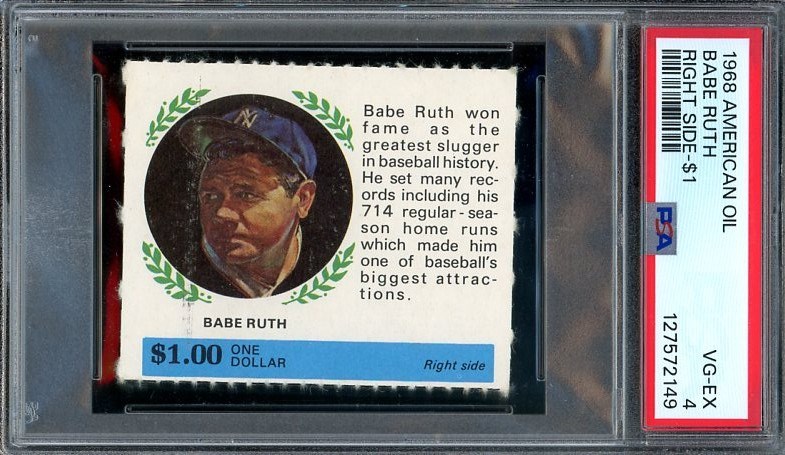 Babe Ruth won
fame as the
greatest slugger
in baseball history.
He set many rec-
ords including his
714 regular-sea-
son home runs
which made him
one of baseball's
biggest attrac-
tions.
NY
BABE RUTH
$1.00 ONE DOLLAR
Right side
1968 AMERICAN OIL
BABE RUTH
RIGHT SIDE-$1
PSA
VG-EX
4
127572149